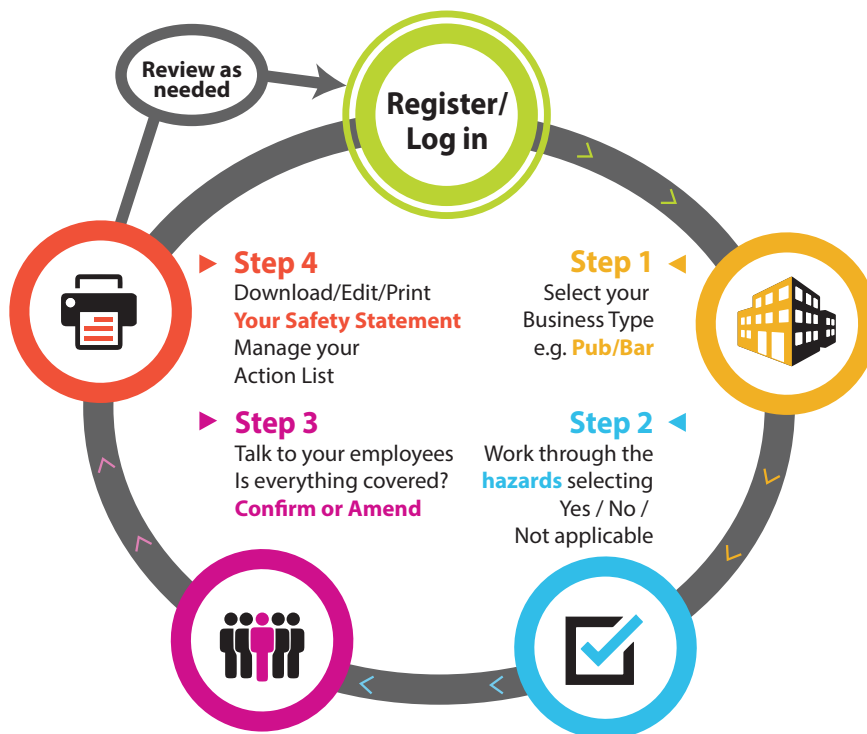 Review as
needed
Register/
Log in
Step 1
Select your
Business Type
e.g. Pub/Bar
Step 2
Work through the
hazards selecting
Yes / No /
Not applicable
Step 3
Talk to your employees
Is everything covered?
Confirm or Amend
Step 4
Download/Edit/Print
Your Safety Statement
Manage your
Action List